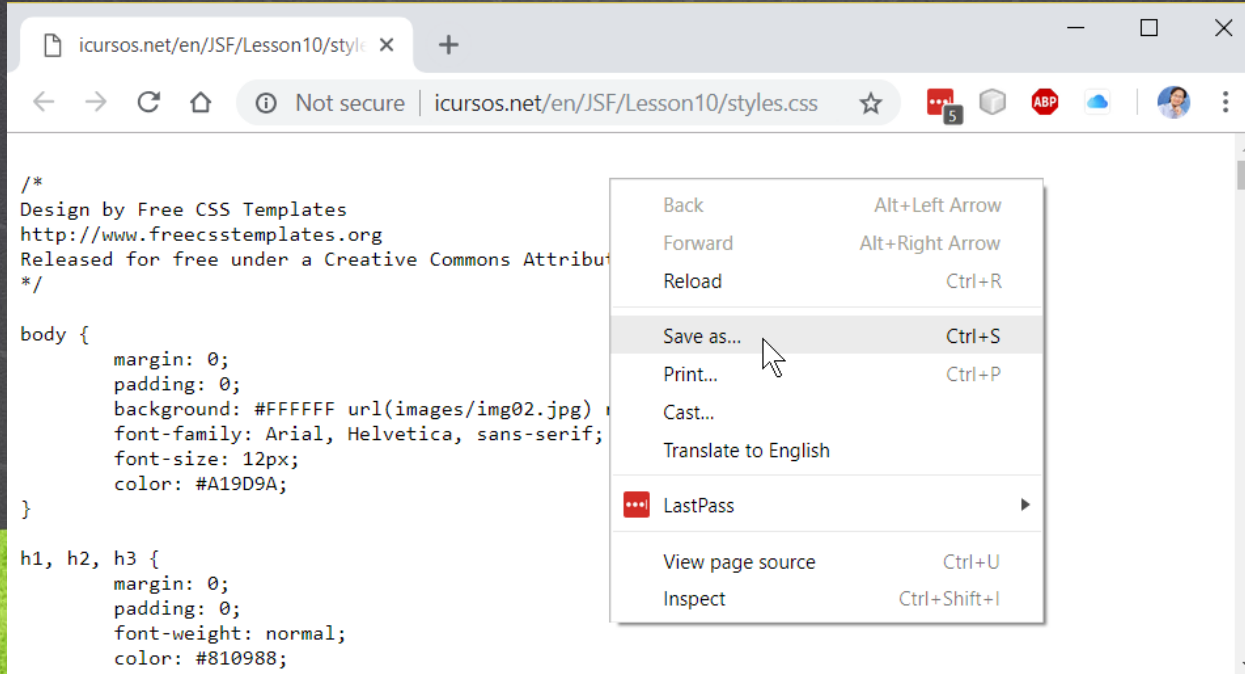 icursos.net/en/JSF/Lesson10/style
Not secure icursos.net/en/JSF/Lesson10/styles.css 5 ABP
/*
Design by Free CSS Templates
http://www.freecsstemplates.org
Released for free under a Creative Commons Attribut
*/
body {
margin: 0;
padding: 0;
background: #FFFFFF url(images/img02.jpg)
font-family: Arial, Helvetica, sans-serif;
font-size: 12px;
color: #A19D9A;
}
h1, h2, h3 {
margin: 0;
padding: 0;
font-weight: normal;
color: #810988;
Back Alt+Left Arrow
Forward Alt+Right Arrow
Reload Ctrl+R
Save as... Ctrl+S
Print... Ctrl+P
Cast...
Translate to English
LastPass
View page source Ctrl+U
Inspect Ctrl+Shift+I